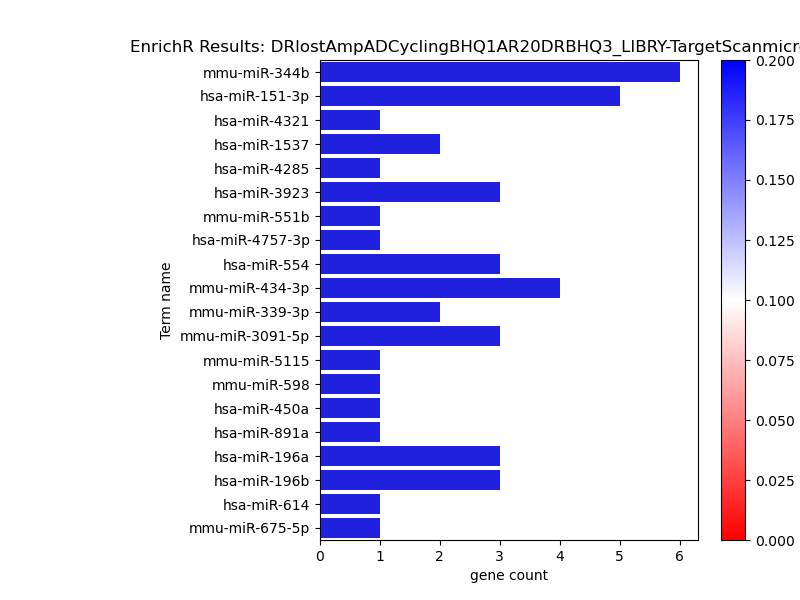 EnrichR Results: DRlostAmpADCyclingBHQ1AR20DRBHQ3_LIBRY-TargetScanmicro
mmu-miR-344b
hsa-miR-151-3p
hsa-miR-4321
hsa-miR-1537
hsa-miR-4285
hsa-miR-3923
mmu-miR-551b
hsa-miR-4757-3p
hsa-miR-554
mmu-miR-434-3p
mmu-miR-339-3p
mmu-miR-3091-5p
mmu-miR-5115
mmu-miR-598
hsa-miR-450a
hsa-miR-891a
hsa-miR-196a
hsa-miR-196b
hsa-miR-614
mmu-miR-675-5p
Term name
0 1 2 3 4 5 6
gene count
0.200
0.175
0.150
0.125
0.100
0.075
0.050
0.025
0.000